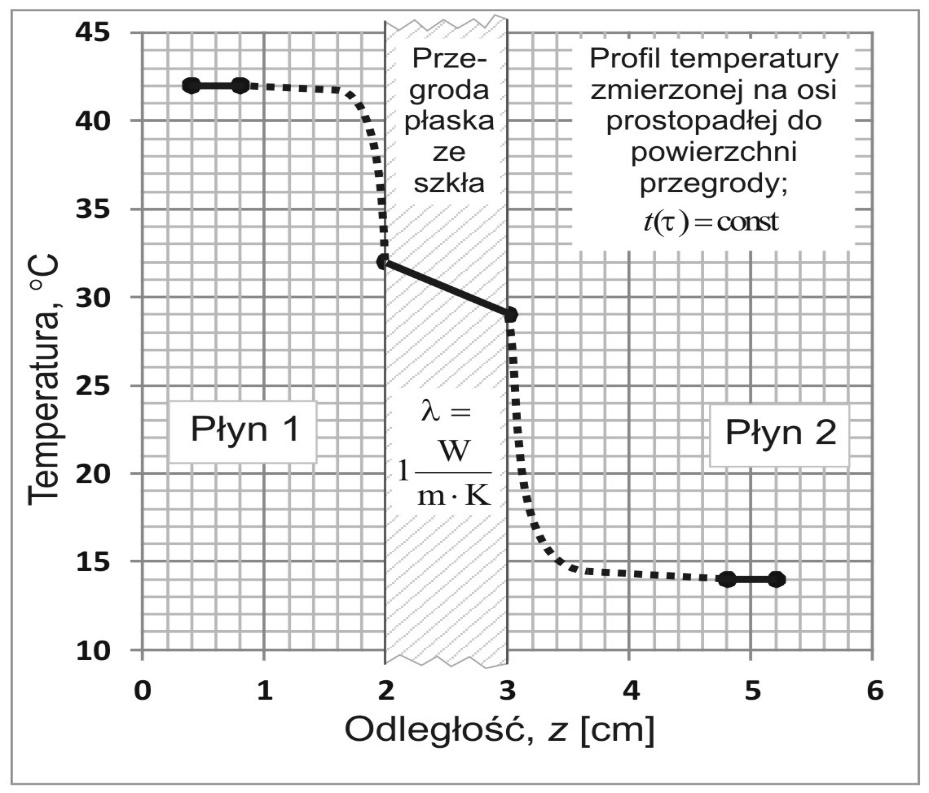 45
40
35
30
25
20
15
10
0 1 2 3 4 5 6
Temperatura, °C
Odległość, z [cm]
Prze-
groda
płaska
ze
szkła
Profil temperatury
zmierzonej na osi
prostopadłej do
powierzchni
przegrody;
t(τ) = const
Płyn 1
λ =
1 W
m · K
Płyn 2